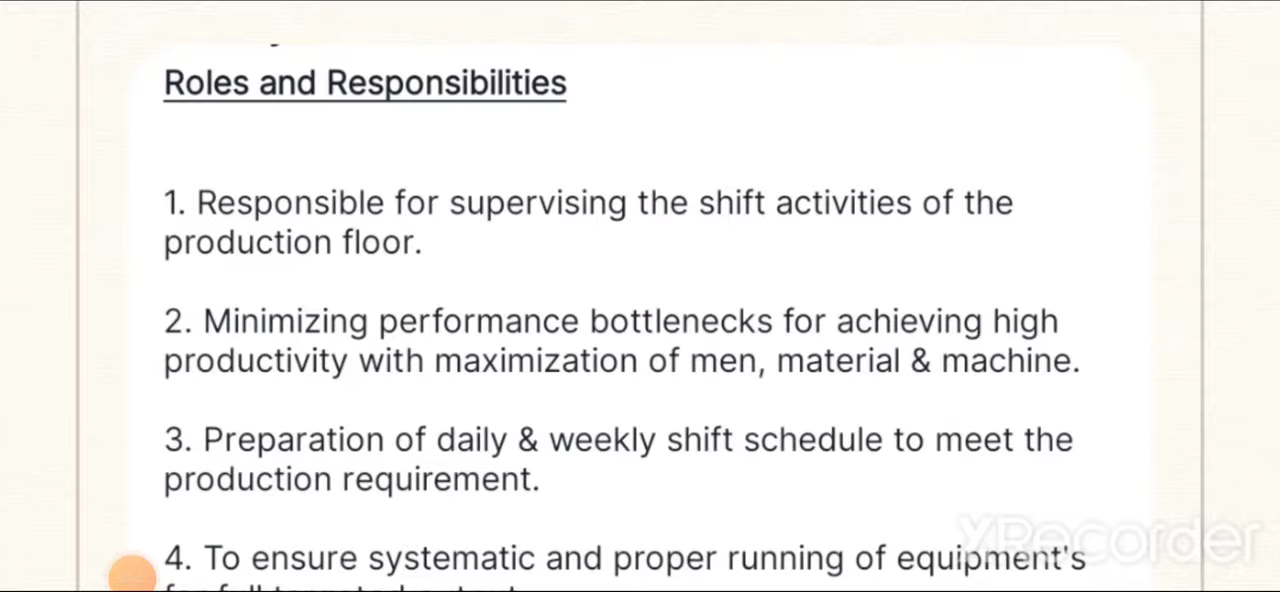 Roles and Responsibilities
1. Responsible for supervising the shift activities of the
production floor.
2. Minimizing performance bottlenecks for achieving high
productivity with maximization of men, material & machine.
3. Preparation of daily & weekly shift schedule to meet the
production requirement.
4. To ensure systematic and proper running of equipment's
XRecorder